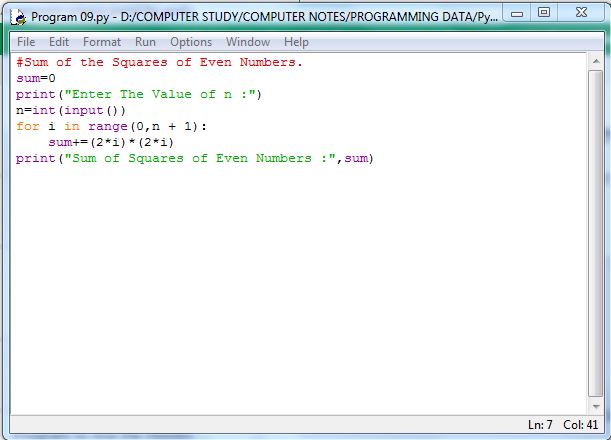 Program 09.py - D:/COMPUTER STUDY/COMPUTER NOTES/PROGRAMMING DATA/Py...
File Edit Format Run Options Window Help
#Sum of the Squares of Even Numbers.
sum=0
print("Enter The Value of n :")
n=int(input())
for i in range(0,n + 1):
    sum+=(2*i)*(2*i)
print("Sum of Squares of Even Numbers :",sum)
Ln: 7 Col: 41